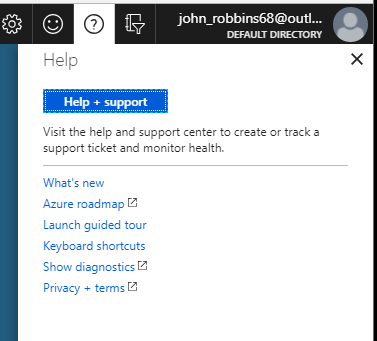 john_robbins68@outl...
DEFAULT DIRECTORY
Help
Help + support
Visit the help and support center to create or track a
support ticket and monitor health.
What's new
Azure roadmap
Launch guided tour
Keyboard shortcuts
Show diagnostics
Privacy + terms